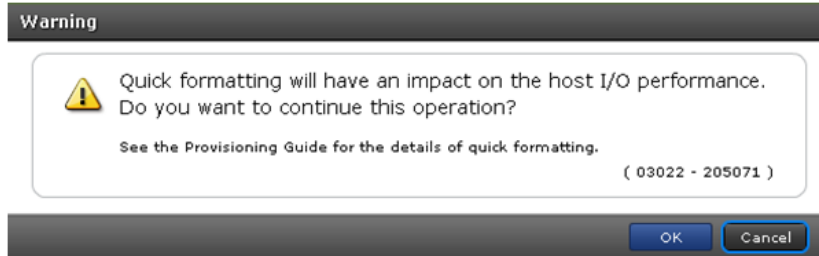 Warning
Quick formatting will have an impact on the host I/O performance.
Do you want to continue this operation?
See the Provisioning Guide for the details of quick formatting.
( 03022 - 205071 )
OK
Cancel